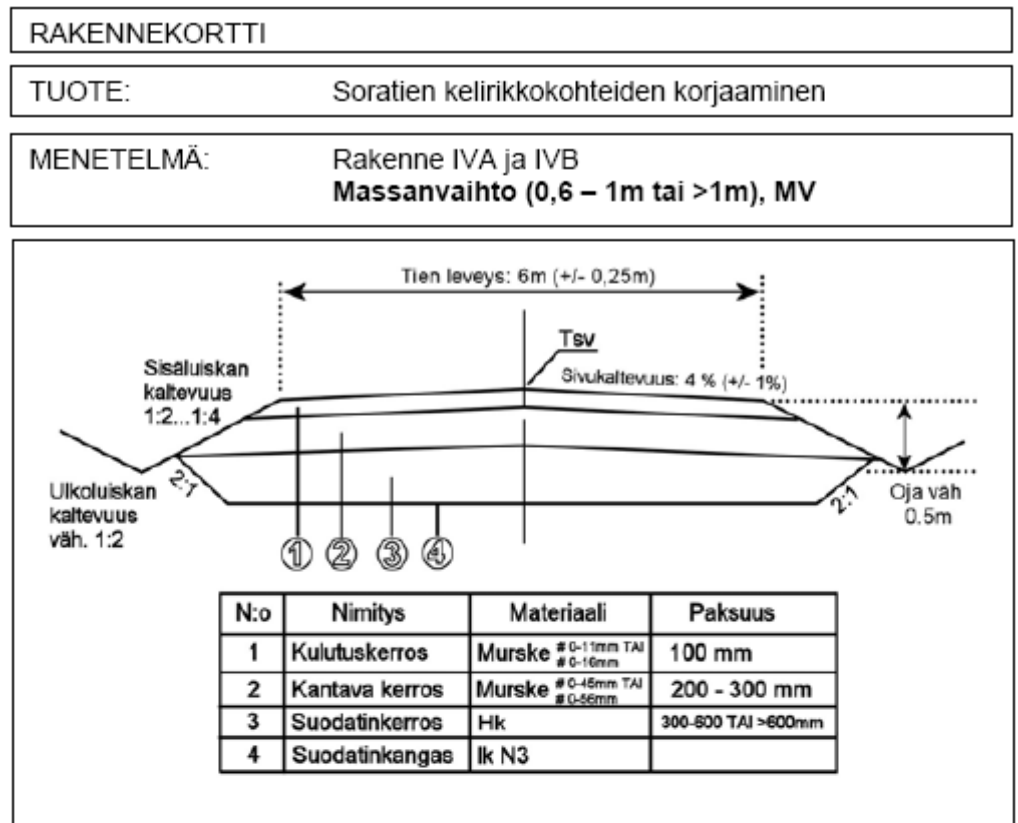 RAKENNEKORTTI
TUOTE: Soratien kelirikkokohteiden korjaaminen
MENETELMÄ: Rakenne IVA ja IVB
Massanvaihto (0,6 – 1m tai >1m), MV
Tien leveys: 6m (+/- 0,25m)
Tsv
Sivukaltevuus: 4 % (+/- 1%)
Sisäluiskan
kaltevuus
1:2...1:4
Ulkoluiskan
kaltevuus
väh. 1:2
2:1
2:1
Oja väh
0.5m
1 2 3 4
N:o Nimitys Materiaali Paksuus
1 Kulutuskerros Murske # 0-11mm TAI
# 0-16mm 100 mm
2 Kantava kerros Murske # 0-45mm TAI
# 0-56mm 200 - 300 mm
3 Suodatinkerros Hk 300-600 TAI >600mm
4 Suodatinkangas lk N3